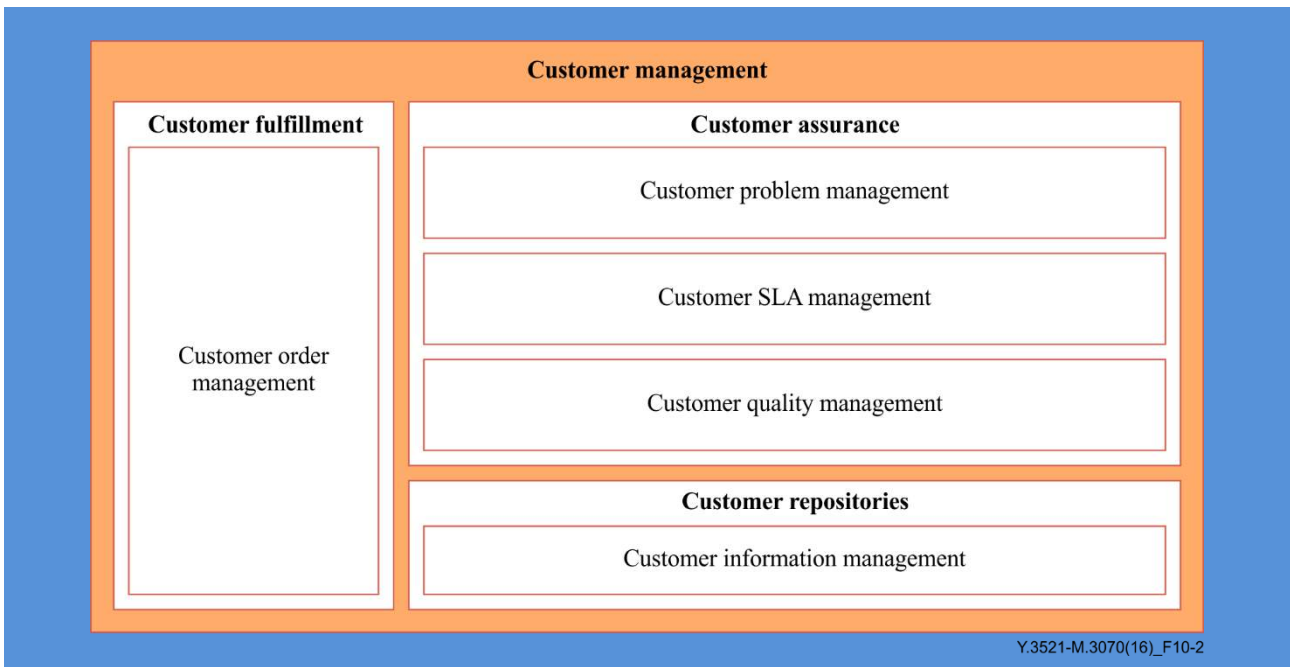 Customer management
Customer fulfillment
Customer order
management
Customer assurance
Customer problem management
Customer SLA management
Customer quality management
Customer repositories
Customer information management
Y.3521-M.3070(16)_F10-2